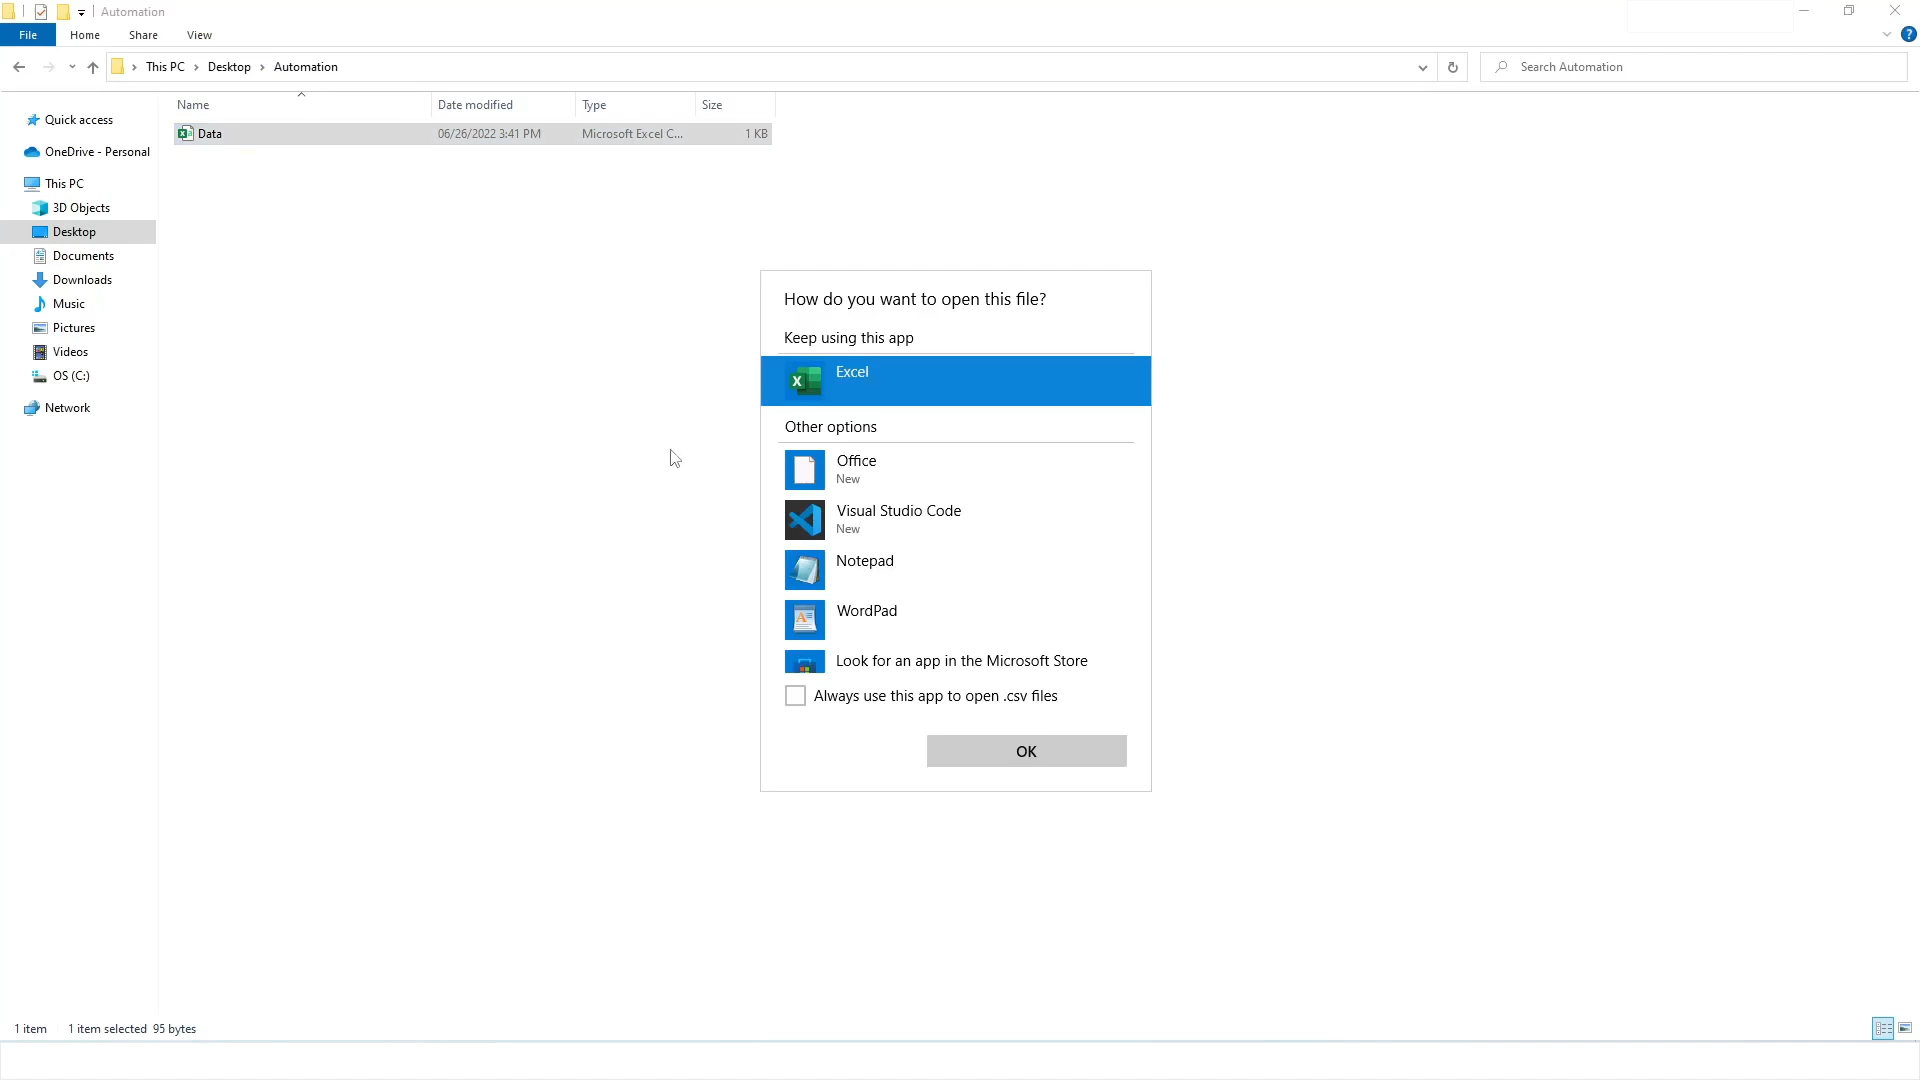 Automation
File Home Share View
This PC Desktop Automation
Search Automation
Name Date modified Type Size
Data 06/26/2022 3:41 PM Microsoft Excel C... 1 KB
Quick access
OneDrive - Personal
This PC
3D Objects
Desktop
Documents
Downloads
Music
Pictures
Videos
OS (C:)
Network
How do you want to open this file?
Keep using this app
Excel
Other options
Office
New
Visual Studio Code
New
Notepad
WordPad
Look for an app in the Microsoft Store
Always use this app to open .csv files
OK
1 item 1 item selected 95 bytes